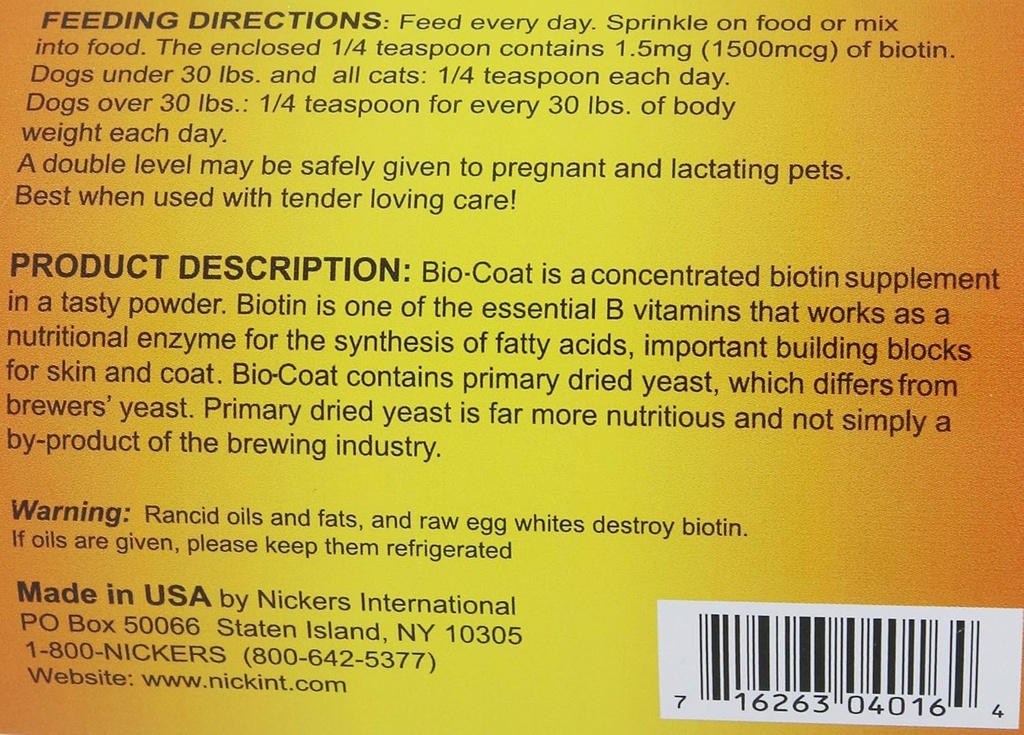 FEEDING DIRECTIONS: Feed every day. Sprinkle on food or mix
into food. The enclosed 1/4 teaspoon contains 1.5mg (1500mcg) of biotin.
Dogs under 30 lbs. and all cats: 1/4 teaspoon each day.
Dogs over 30 lbs.: 1/4 teaspoon for every 30 lbs. of body
weight each day.
A double level may be safely given to pregnant and lactating pets.
Best when used with tender loving care!
PRODUCT DESCRIPTION: Bio-Coat is a concentrated biotin supplement
in a tasty powder. Biotin is one of the essential B vitamins that works as a
nutritional enzyme for the synthesis of fatty acids, important building blocks
for skin and coat. Bio-Coat contains primary dried yeast, which differs from
brewers' yeast. Primary dried yeast is far more nutritious and not simply a
by-product of the brewing industry.
Warning: Rancid oils and fats, and raw egg whites destroy biotin.
If oils are given, please keep them refrigerated
Made in USA by Nickers International
PO Box 50066 Staten Island, NY 10305
1-800-NICKERS (800-642-5377)
Website: www.nickint.com
7 16263 04016 4